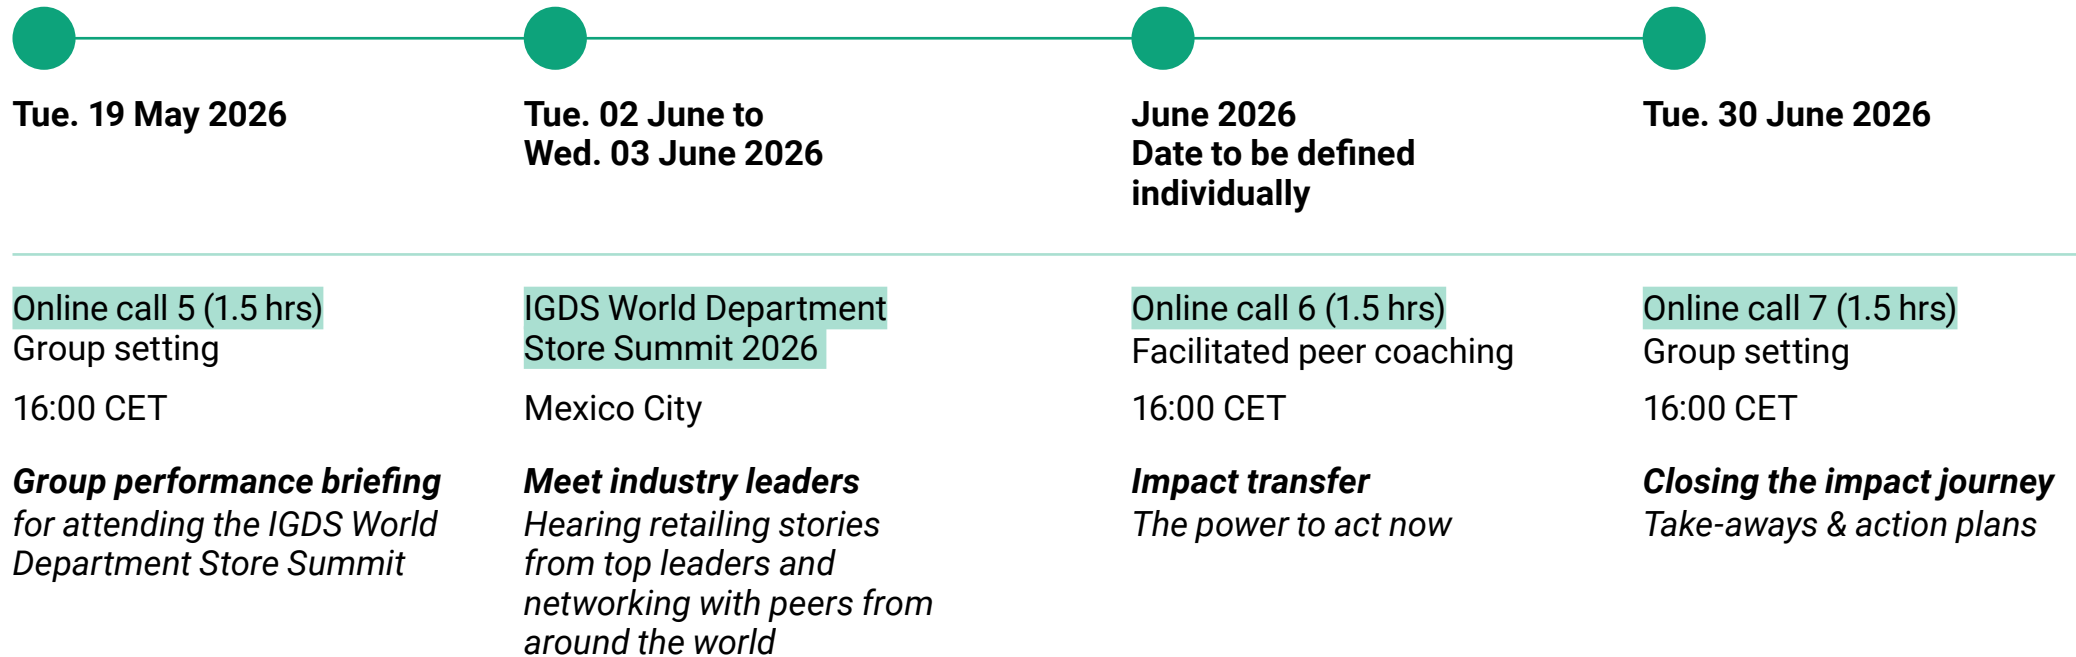 Tue. 19 May 2026
Online call 5 (1.5 hrs)
Group setting
16:00 CET
Group performance briefing
for attending the IGDS World
Department Store Summit
Tue. 02 June to
Wed. 03 June 2026
IGDS World Department
Store Summit 2026
Mexico City
Meet industry leaders
Hearing retailing stories
from top leaders and
networking with peers from
around the world
June 2026
Date to be defined
individually
Online call 6 (1.5 hrs)
Facilitated peer coaching
16:00 CET
Impact transfer
The power to act now
Tue. 30 June 2026
Online call 7 (1.5 hrs)
Group setting
16:00 CET
Closing the impact journey
Take-aways & action plans